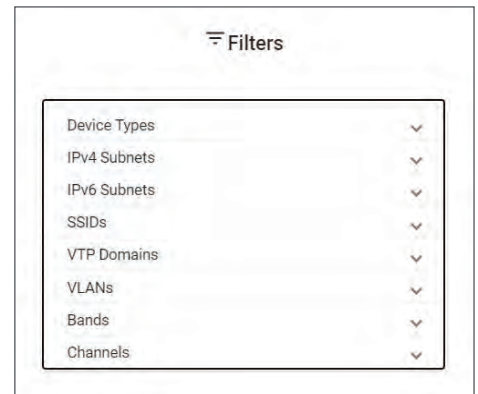 Filters
Device Types
IPv4 Subnets
IPv6 Subnets
SSIDs
VTP Domains
VLANs
Bands
Channels